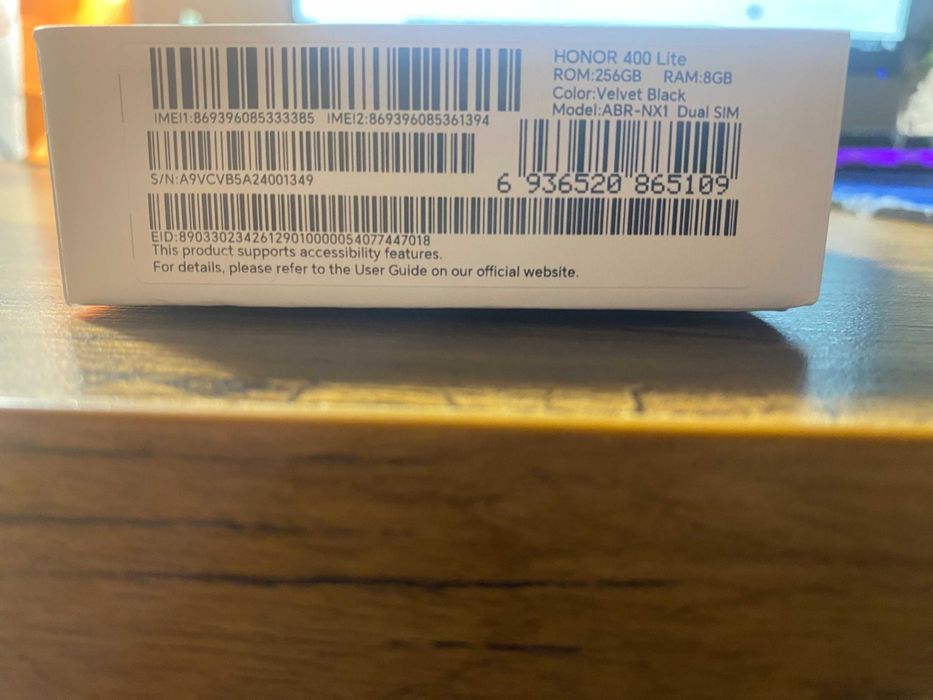 HONOR 400 Lite
ROM:256GB RAM:8GB
Color:Velvet Black
Model:ABR-NX1 Dual SIM
IMEI1:869396085333385 IMEI2:869396085361394
S/N:A9VCVB5A24001349
6 936520 865109
EID:89033023426129010000054077447018
This product supports accessibility features.
For details, please refer to the User Guide on our official website.